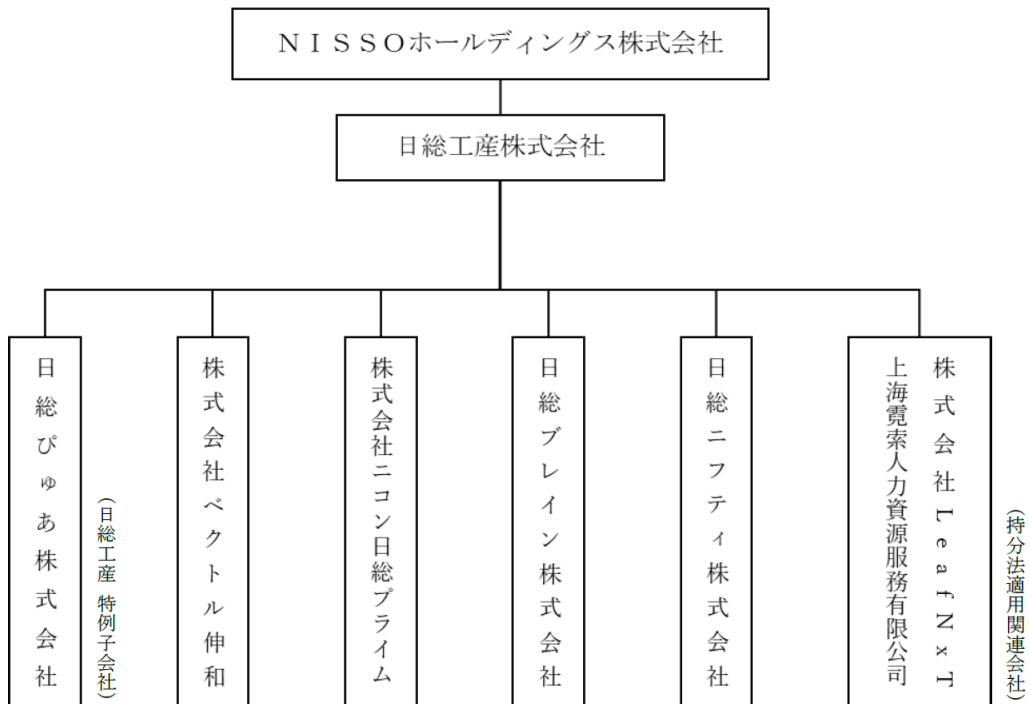 ＮＩＳＳＯホールディングス株式会社
日総工産株式会社
日総ぴゅあ株式会社
(日総工産 特例子会社)
株式会社ベクトル伸和
株式会社ニコン日総プライム
日総ブレイン株式会社
日総ニフティ株式会社
株式会社ＬｅａｆＮｘＴ
上海霓索人力資源服務有限公司
(持分法適用関連会社)